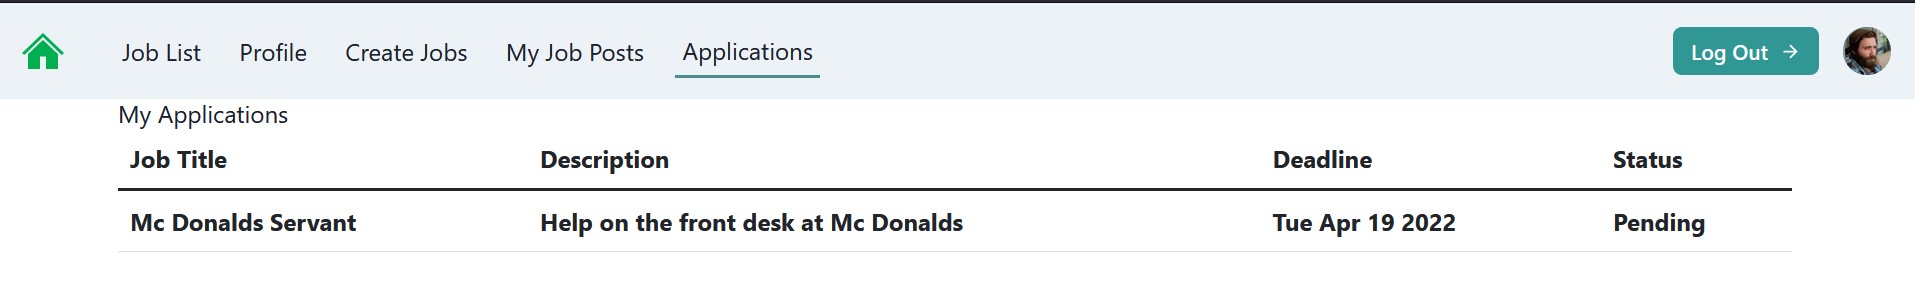 Job List Profile Create Jobs My Job Posts Applications Log Out →
My Applications
Job Title Description Deadline Status
Mc Donalds Servant Help on the front desk at Mc Donalds Tue Apr 19 2022 Pending